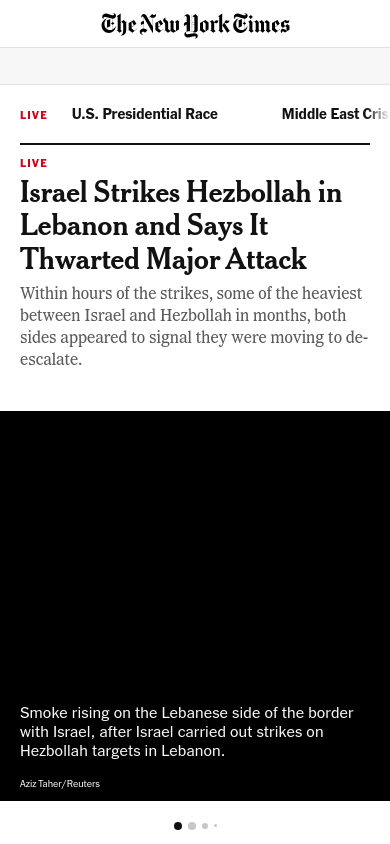 The New York Times
LIVE U.S. Presidential Race Middle East Cris
LIVE
Israel Strikes Hezbollah in
Lebanon and Says It
Thwarted Major Attack
Within hours of the strikes, some of the heaviest
between Israel and Hezbollah in months, both
sides appeared to signal they were moving to de-
escalate.
Smoke rising on the Lebanese side of the border
with Israel, after Israel carried out strikes on
Hezbollah targets in Lebanon.
Aziz Taher/Reuters